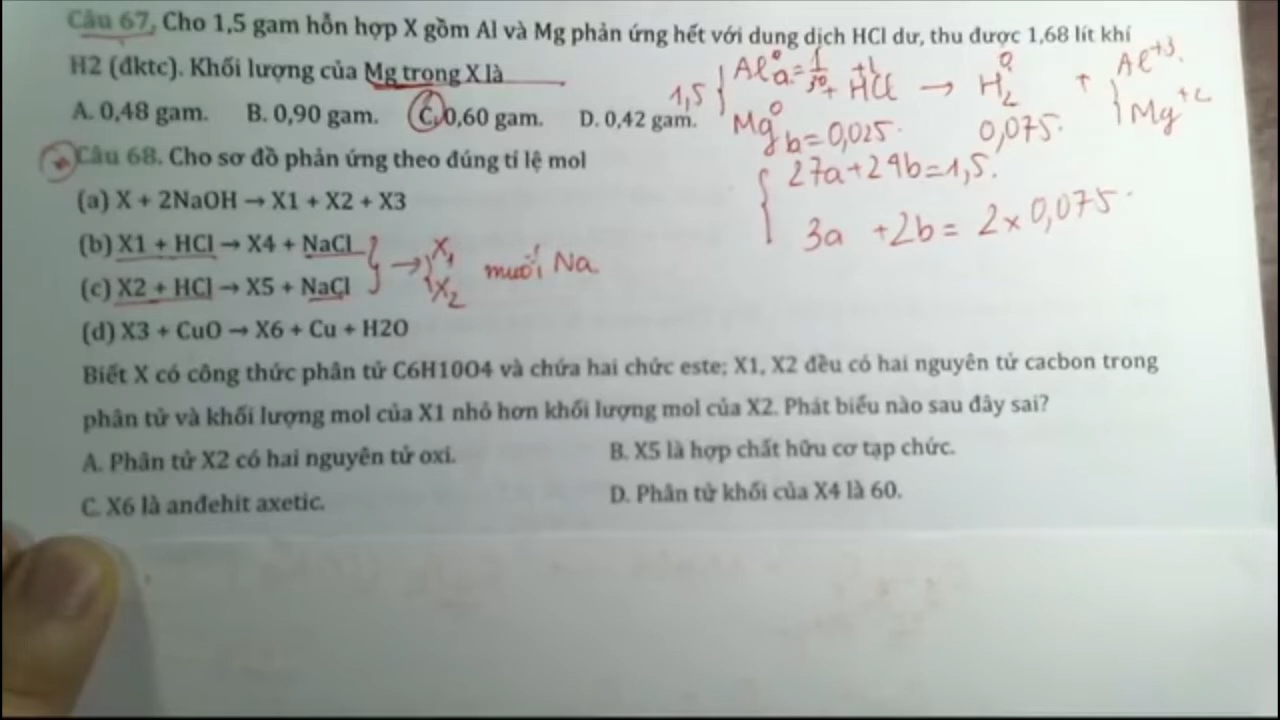 Câu 67. Cho 1,5 gam hỗn hợp X gồm Al và Mg phản ứng hết với dung dịch HCl dư, thu được 1,68 lít khí
H2 (đktc). Khối lượng của Mg trong X là
A. 0,48 gam. B. 0,90 gam. C. 0,60 gam. D. 0,42 gam.
1,5 { Al⁰ a = 1/30 + H⁺¹Cl → H₂⁰ + { Al⁺³.
Mg⁰ b = 0,025. 0,075. Mg⁺²
27a + 24b = 1,5.
3a + 2b = 2 x 0,075.
Câu 68. Cho sơ đồ phản ứng theo đúng tỉ lệ mol
(a) X + 2NaOH → X1 + X2 + X3
(b) X1 + HCl → X4 + NaCl
(c) X2 + HCl → X5 + NaCl
→ { X₁ X₂ muối Na
(d) X3 + CuO → X6 + Cu + H2O
Biết X có công thức phân tử C6H10O4 và chứa hai chức este; X1, X2 đều có hai nguyên tử cacbon trong
phân tử và khối lượng mol của X1 nhỏ hơn khối lượng mol của X2. Phát biểu nào sau đây sai?
A. Phân tử X2 có hai nguyên tử oxi. B. X5 là hợp chất hữu cơ tạp chức.
C. X6 là anđehit axetic. D. Phân tử khối của X4 là 60.